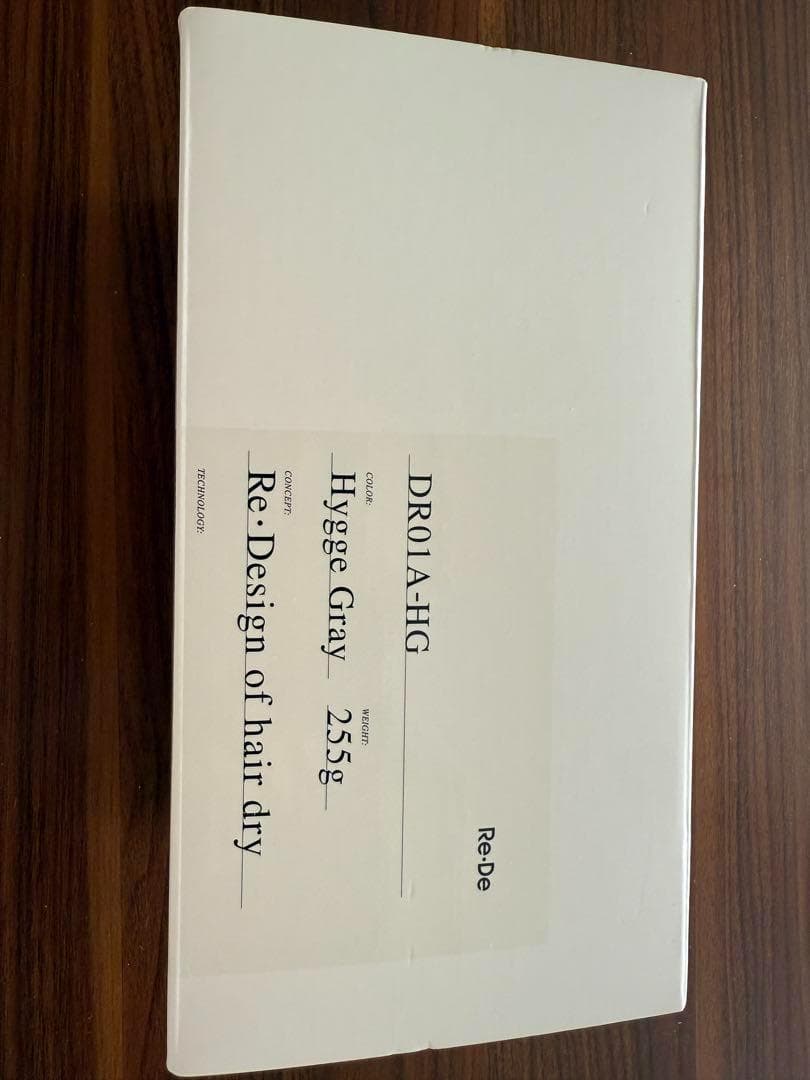 Re·De
DR01A-HG
COLOR: WEIGHT:
Hygge Gray 255g
CONCEPT:
Re·Design of hair dry
TECHNOLOGY: